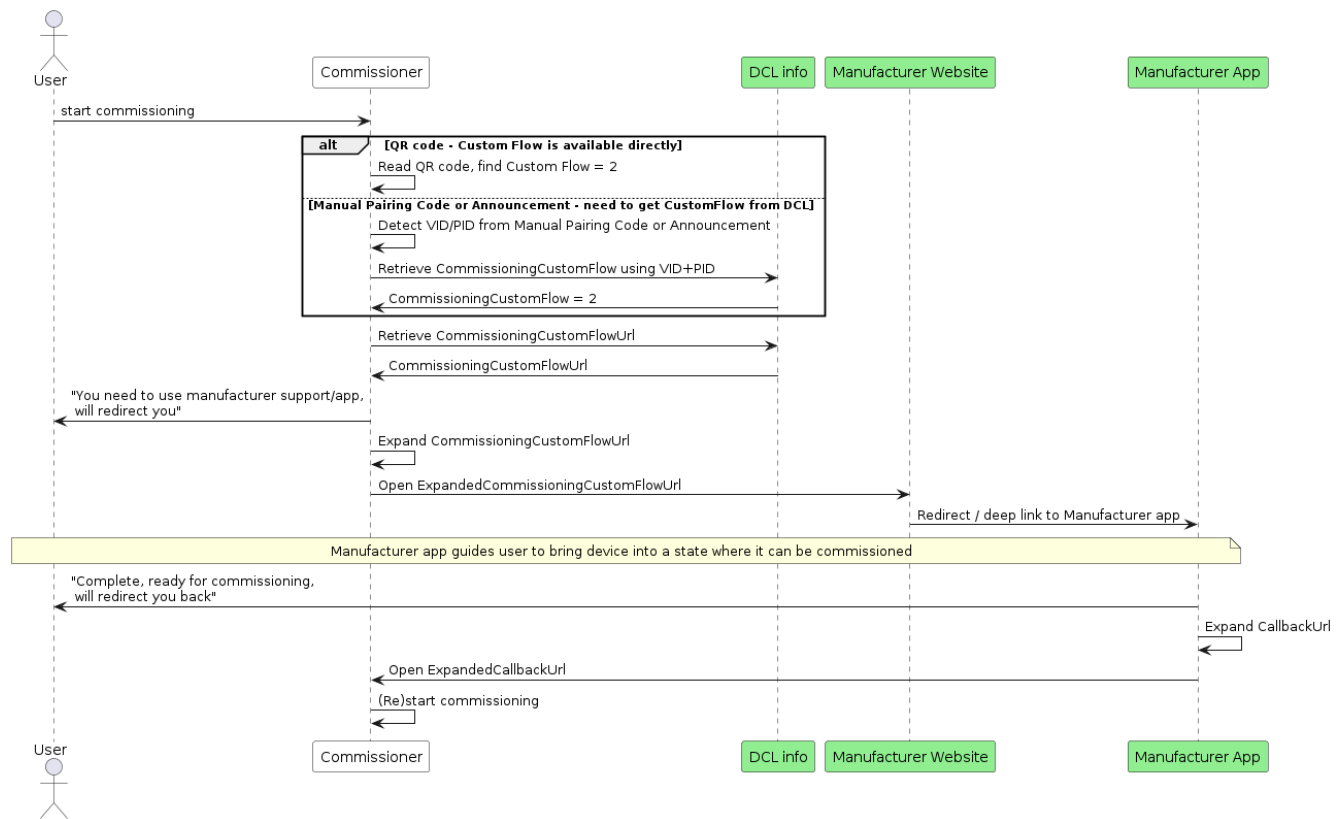 User
Commissioner
DCL info
Manufacturer Website
Manufacturer App
start commissioning
alt
[QR code - Custom Flow is available directly]
Read QR code, find Custom Flow = 2
[Manual Pairing Code or Announcement - need to get CustomFlow from DCL]
Detect VID/PID from Manual Pairing Code or Announcement
Retrieve CommissioningCustomFlow using VID+PID
CommissioningCustomFlow = 2
Retrieve CommissioningCustomFlowUrl
CommissioningCustomFlowUrl
"You need to use manufacturer support/app,
will redirect you"
Expand CommissioningCustomFlowUrl
Open ExpandedCommissioningCustomFlowUrl
Redirect / deep link to Manufacturer app
Manufacturer app guides user to bring device into a state where it can be commissioned
"Complete, ready for commissioning,
will redirect you back"
Expand CallbackUrl
Open ExpandedCallbackUrl
(Re)start commissioning
User
Commissioner
DCL info
Manufacturer Website
Manufacturer App